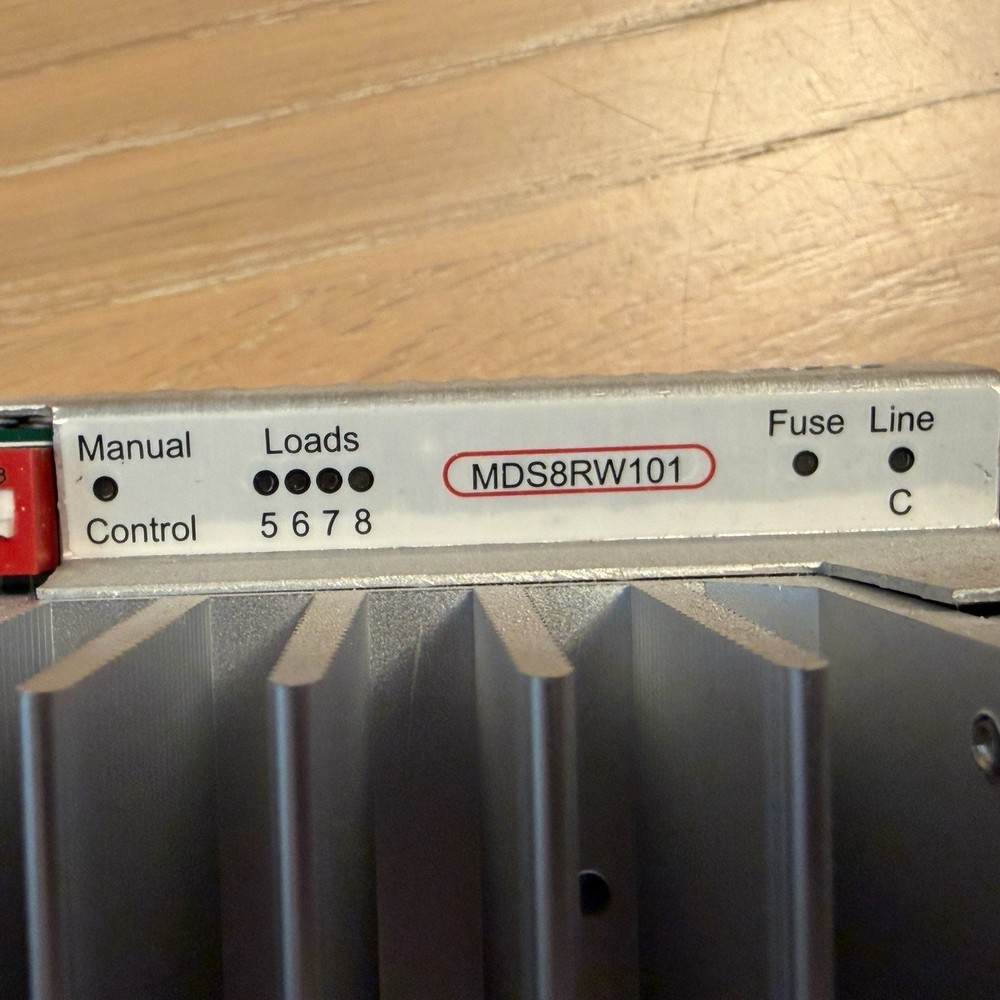 Manual
Control
Loads
5 6 7 8
MDS8RW101
Fuse
Line
C